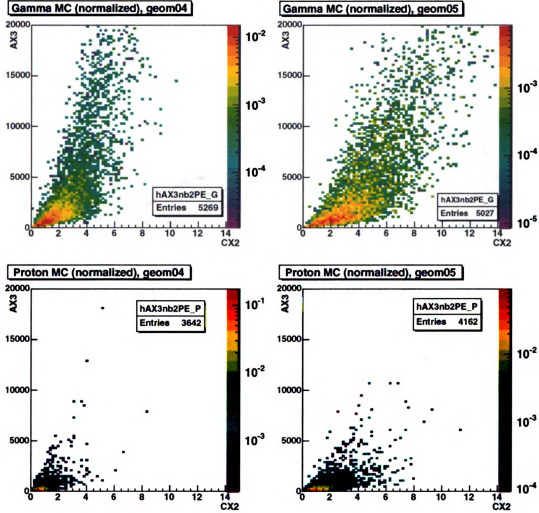 Gamma MC (normalized), geom04
AX3
20000
15000
10000
5000
0
0 2 4 6 8 10 12 14
CX2
hAX3nb2PE_G
Entries 5269
10^-2
10^-3
10^-4
Gamma MC (normalized), geom05
AX3
20000
15000
10000
5000
0
0 2 4 6 8 10 12 14
CX2
hAX3nb2PE_G
Entries 5027
10^-3
10^-4
10^-5
Proton MC (normalized), geom04
AX3
20000
15000
10000
5000
0
0 2 4 6 8 10 12 14
CX2
hAX3nb2PE_P
Entries 3642
10^-1
10^-2
10^-3
Proton MC (normalized), geom05
AX3
20000
15000
10000
5000
0
0 2 4 6 8 10 12 14
CX2
hAX3nb2PE_P
Entries 4162
10^-2
10^-3
10^-4